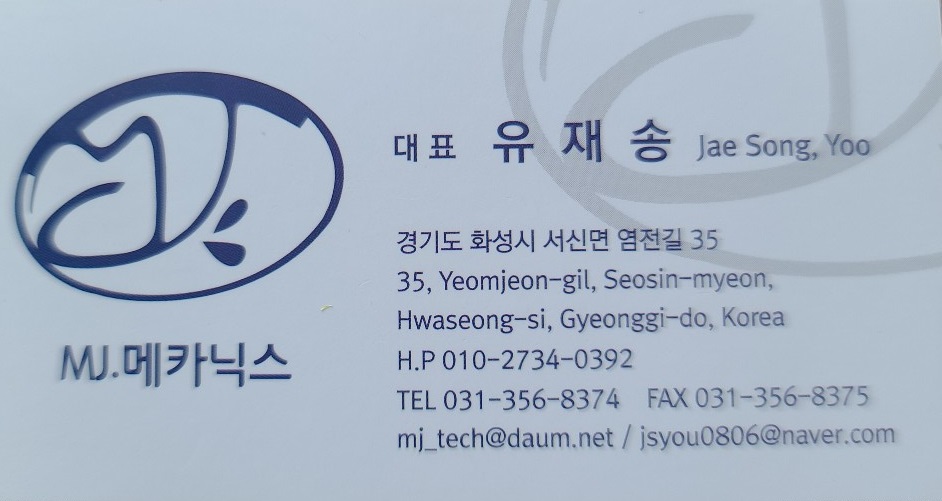 대표 유재송 Jae Song, Yoo
경기도 화성시 서신면 염전길 35
35, Yeomjeon-gil, Seosin-myeon,
Hwaseong-si, Gyeonggi-do, Korea
H.P 010-2734-0392
TEL 031-356-8374 FAX 031-356-8375
mj_tech@daum.net / jsyou0806@naver.com
MJ.메카닉스